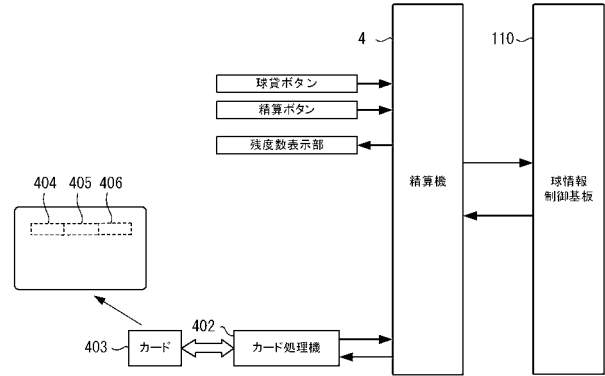 4
110
球貸ボタン
精算ボタン
残度数表示部
精算機
球情報
制御基板
404 405 406
402
403
カード
カード処理機